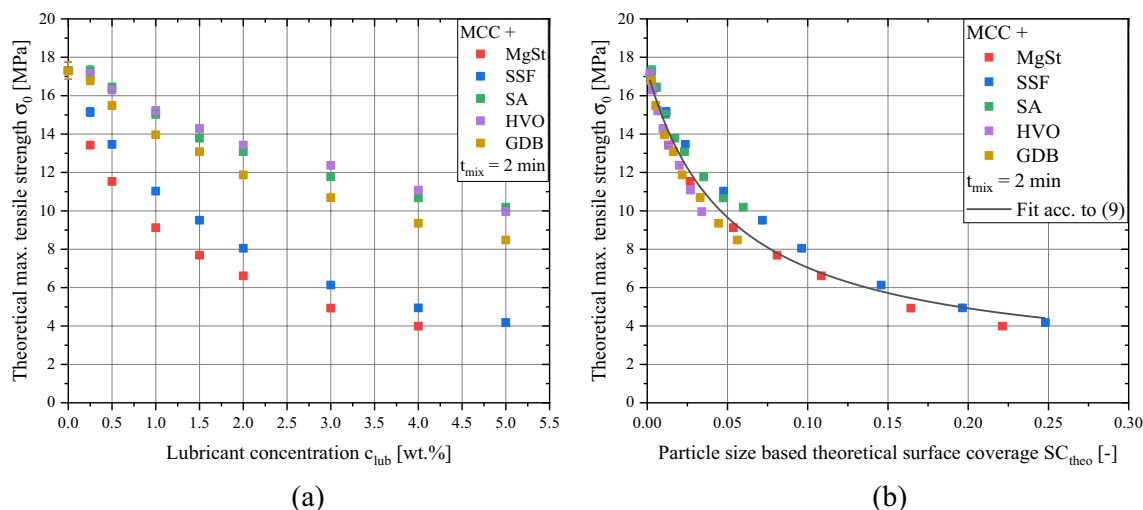 20
18
16
14
12
10
8
6
4
2
0
Theoretical max. tensile strength σ₀ [MPa]
MCC +
MgSt
SSF
SA
HVO
GDB
t_mix = 2 min
0.0 0.5 1.0 1.5 2.0 2.5 3.0 3.5 4.0 4.5 5.0 5.5
Lubricant concentration c_lub [wt.%]
(a)
20
18
16
14
12
10
8
6
4
2
0
Theoretical max. tensile strength σ₀ [MPa]
MCC +
MgSt
SSF
SA
HVO
GDB
t_mix = 2 min
Fit acc. to (9)
0.00 0.05 0.10 0.15 0.20 0.25 0.30
Particle size based theoretical surface coverage SC_theo [-]
(b)